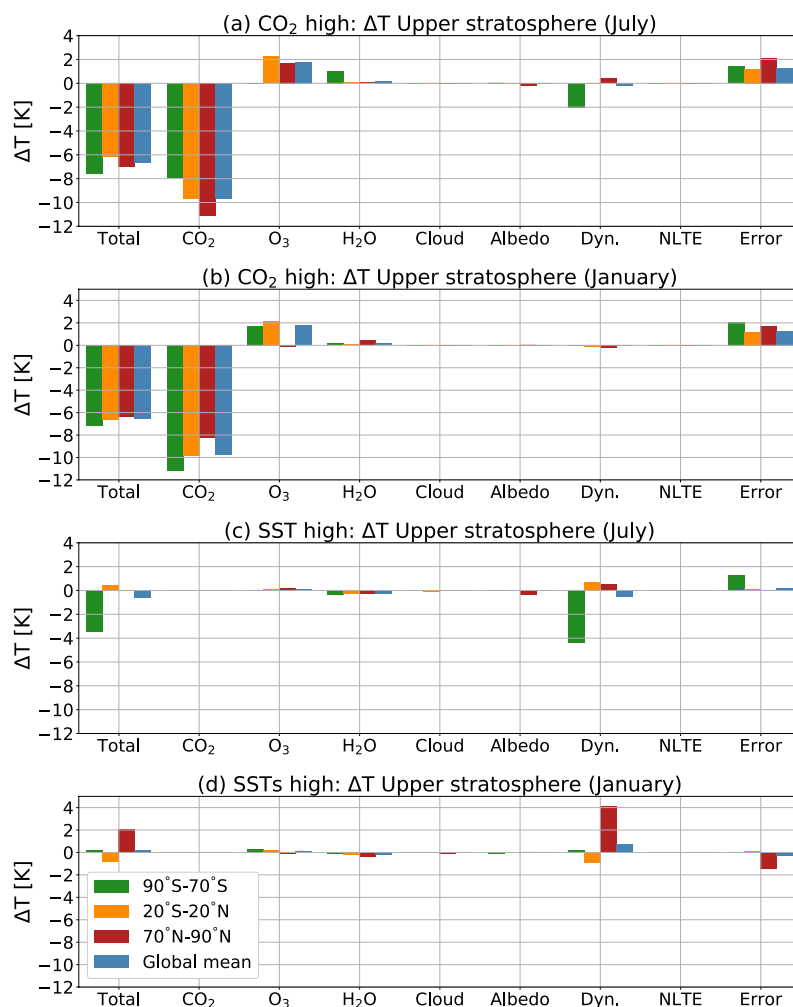 (a) CO₂ high: ΔT Upper stratosphere (July)
4
2
0
−2
−4
−6
−8
−10
−12
ΔT [K]
Total CO₂ O₃ H₂O Cloud Albedo Dyn. NLTE Error
(b) CO₂ high: ΔT Upper stratosphere (January)
4
2
0
−2
−4
−6
−8
−10
−12
ΔT [K]
Total CO₂ O₃ H₂O Cloud Albedo Dyn. NLTE Error
(c) SST high: ΔT Upper stratosphere (July)
4
2
0
−2
−4
−6
−8
−10
−12
ΔT [K]
Total CO₂ O₃ H₂O Cloud Albedo Dyn. NLTE Error
(d) SSTs high: ΔT Upper stratosphere (January)
4
2
0
−2
−4
−6
−8
−10
−12
ΔT [K]
90°S-70°S
20°S-20°N
70°N-90°N
Global mean
Total CO₂ O₃ H₂O Cloud Albedo Dyn. NLTE Error